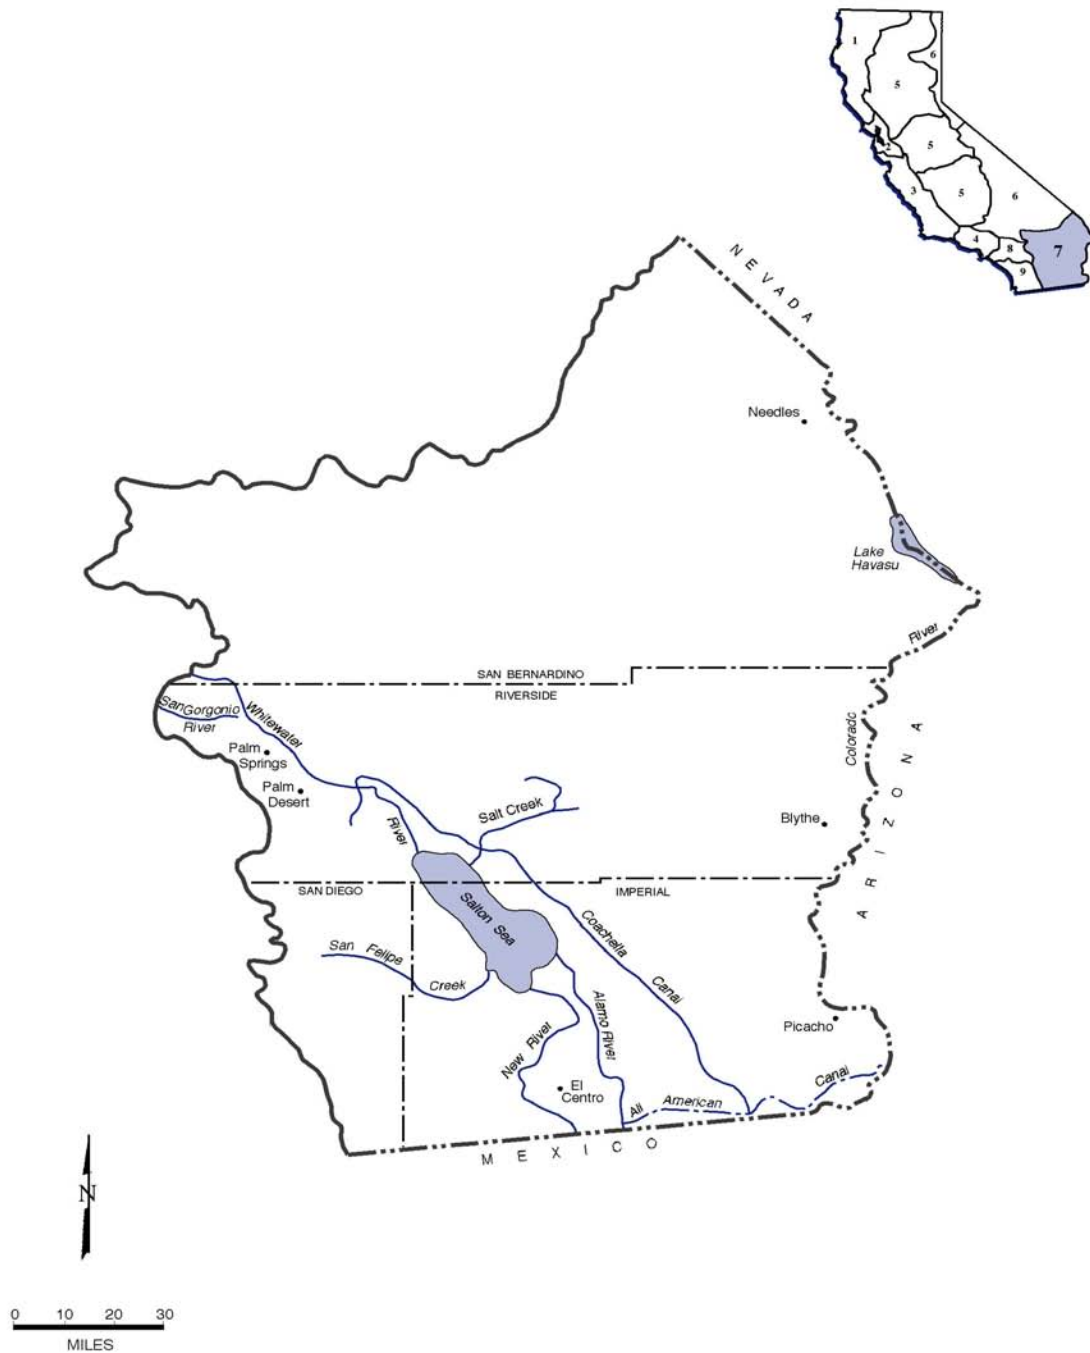 1
6
5
2
5
3
5
6
4
8
7
9
NEVADA
Needles
Lake
Havasu
River
SAN BERNARDINO
RIVERSIDE
San Gorgonio
River
Whitewater
Palm
Springs
Palm
Desert
River
Salt Creek
Colorado
ARIZONA
Blythe
SAN DIEGO
IMPERIAL
Salton Sea
San Felipe
Creek
Coachella
Canal
Alamo River
New River
Picacho
El
Centro
All American
Canal
MEXICO
N
0 10 20 30
MILES